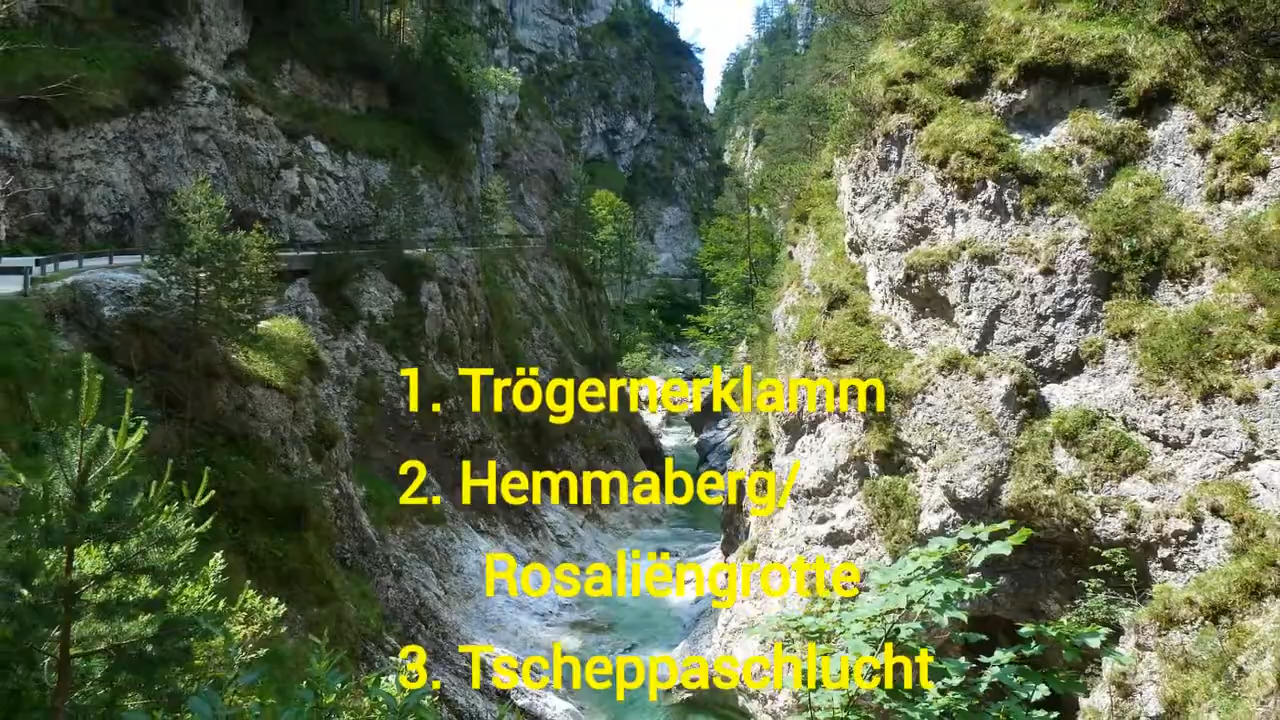 1. Trögernerklamm
2. Hemmaberg/
Rosaliëngrotte
3. Tscheppaschlucht